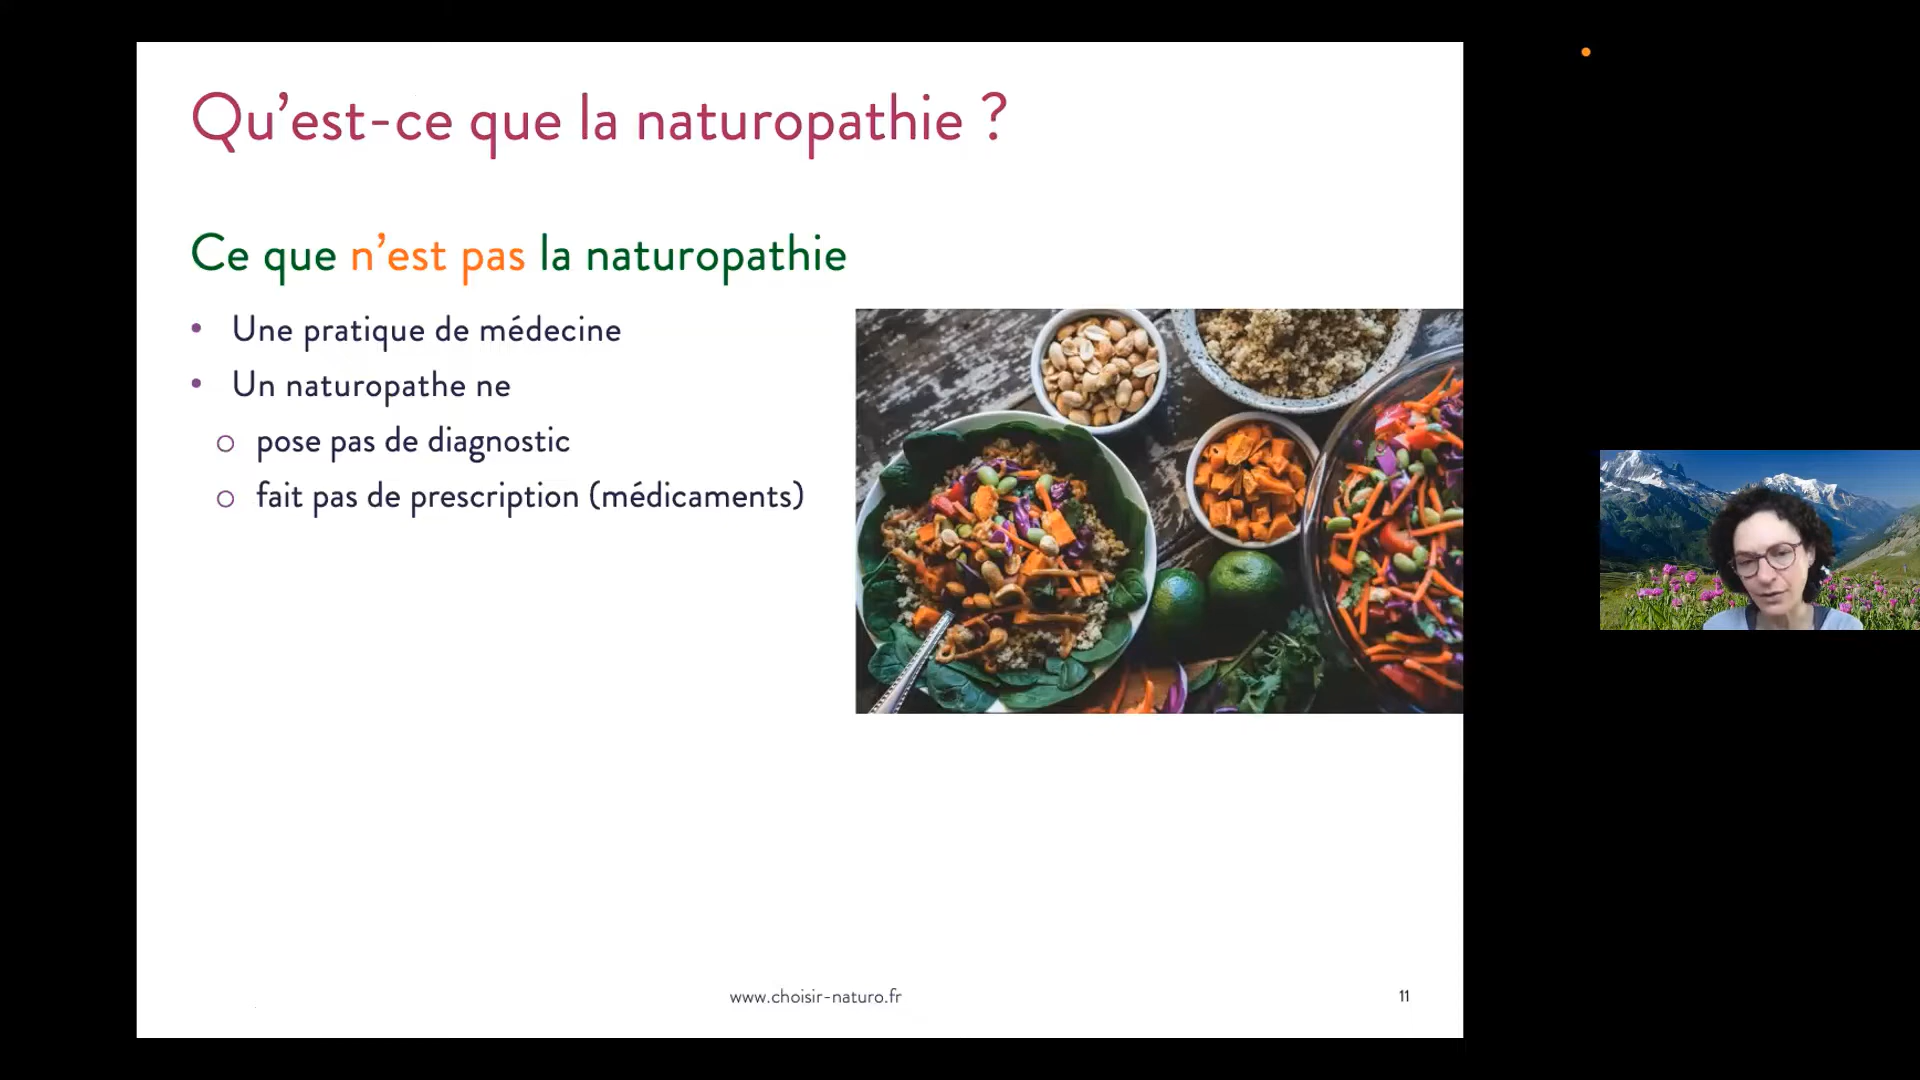 Qu’est-ce que la naturopathie ?
Ce que n’est pas la naturopathie
• Une pratique de médecine
• Un naturopathe ne
○ pose pas de diagnostic
○ fait pas de prescription (médicaments)
www.choisir-naturo.fr
11